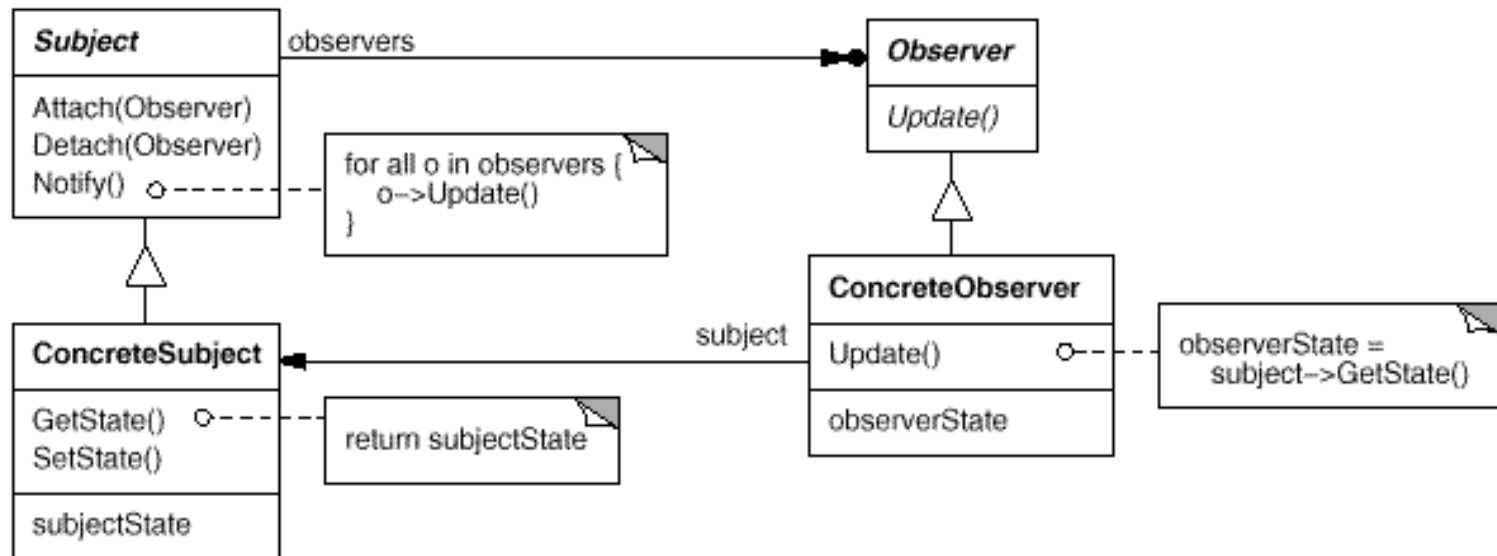 Subject
Attach(Observer)
Detach(Observer)
Notify()
observers
for all o in observers {
o->Update()
}
Observer
Update()
ConcreteSubject
GetState()
SetState()
subjectState
return subjectState
subject
ConcreteObserver
Update()
observerState
observerState =
subject->GetState()